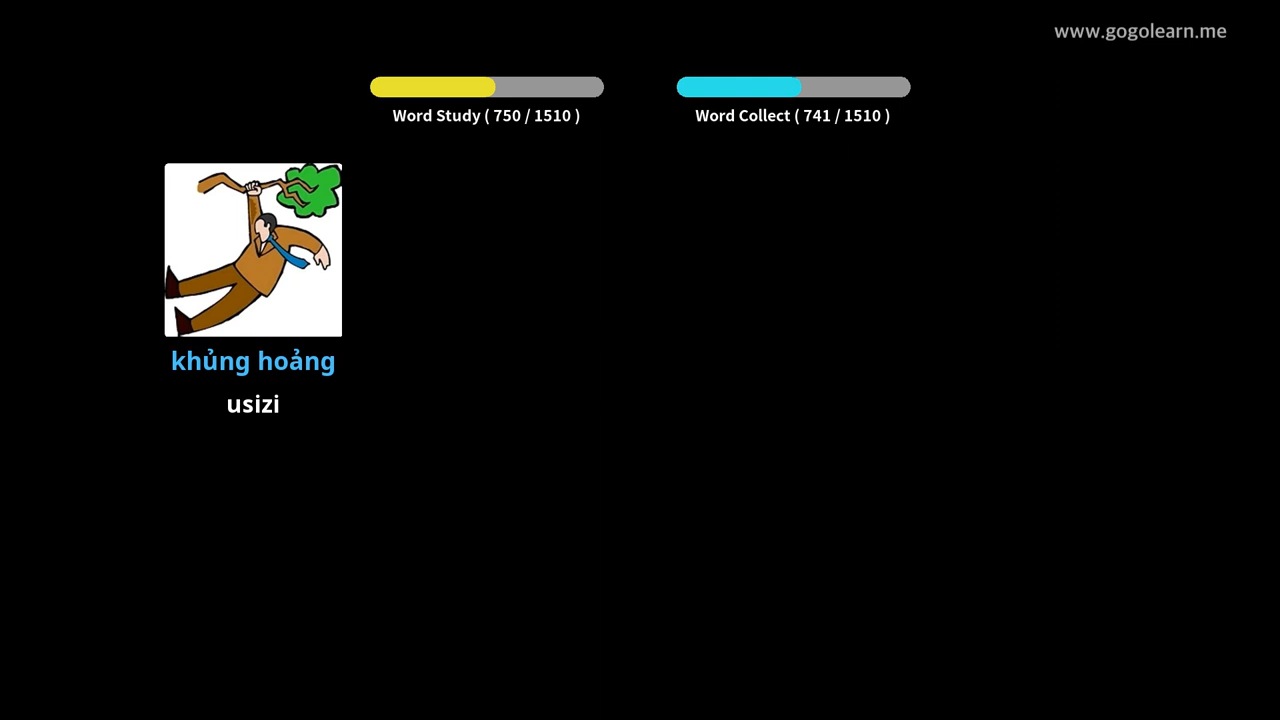 www.gogolearn.me
Word Study ( 750 / 1510 )
Word Collect ( 741 / 1510 )
khủng hoảng
usizi